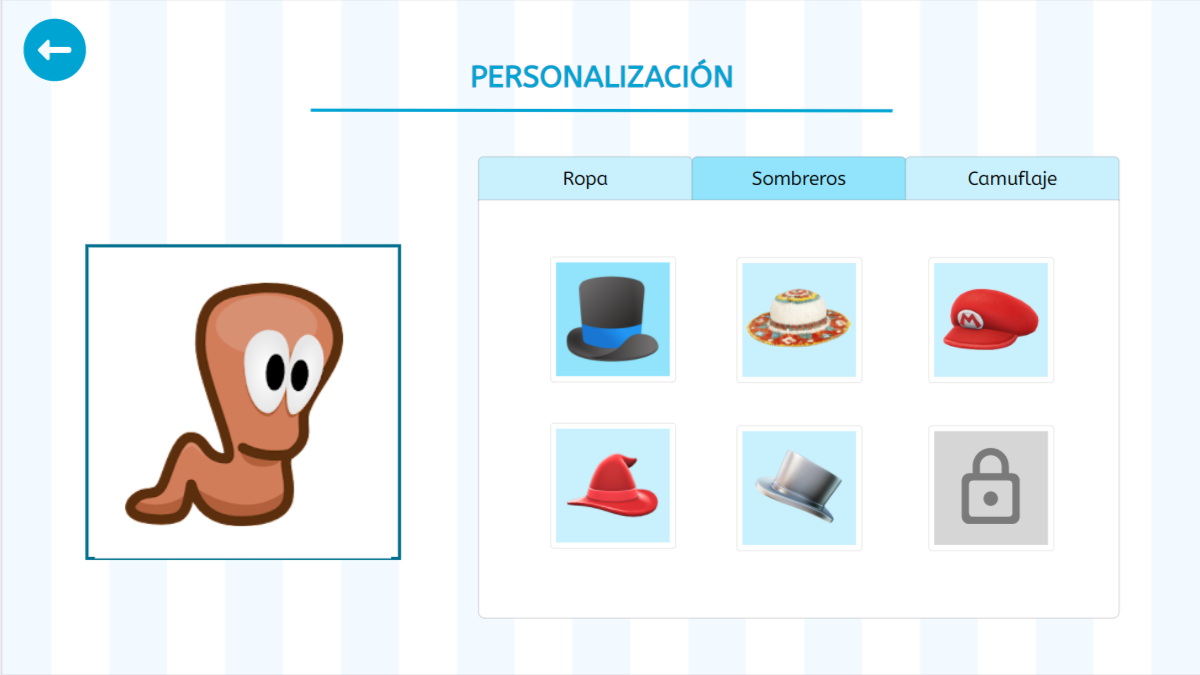 PERSONALIZACIÓN
Ropa
Sombreros
Camuflaje
M